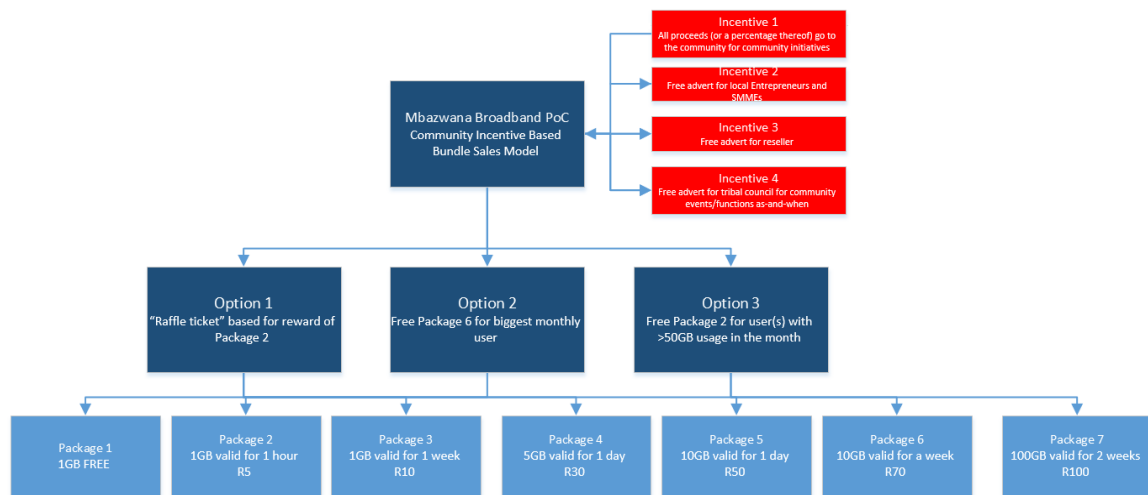 Incentive 1
All proceeds (or a percentage thereof) go to
the community for community initiatives
Incentive 2
Free advert for local Entrepreneurs and
SMMEs
Mbazwana Broadband PoC
Community Incentive Based
Bundle Sales Model
Incentive 3
Free advert for reseller
Incentive 4
Free advert for tribal council for community
events/functions as-and-when
Option 1
“Raffle ticket” based for reward of
Package 2
Option 2
Free Package 6 for biggest monthly
user
Option 3
Free Package 2 for user(s) with
>50GB usage in the month
Package 1
1GB FREE
Package 2
1GB valid for 1 hour
R5
Package 3
1GB valid for 1 week
R10
Package 4
5GB valid for 1 day
R30
Package 5
10GB valid for 1 day
R50
Package 6
10GB valid for a week
R70
Package 7
100GB valid for 2 weeks
R100